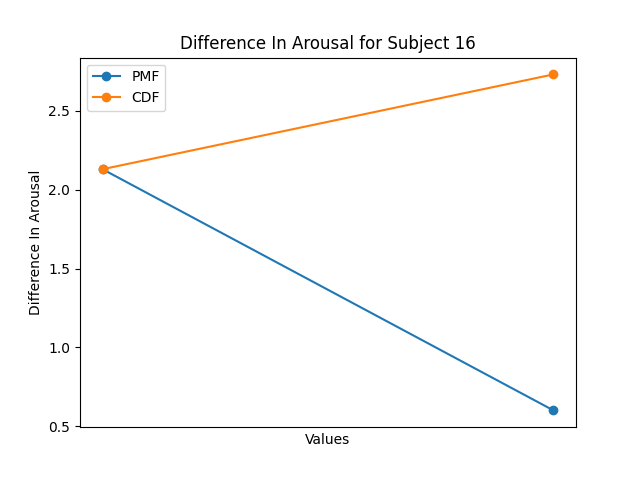 Difference In Arousal for Subject 16
PMF
CDF
2.5
2.0
1.5
1.0
0.5
Difference In Arousal
Values